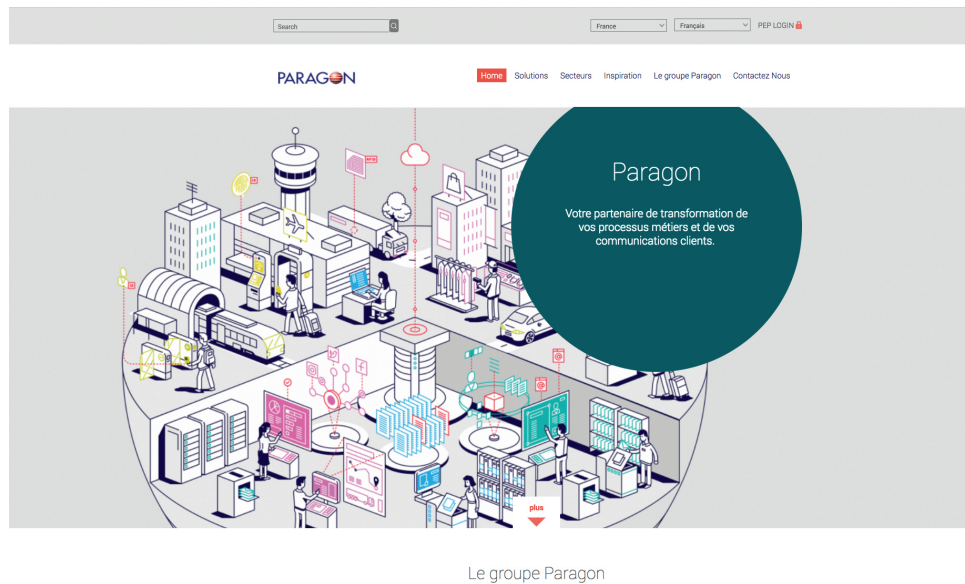 Search
France
Français
PEP LOGIN
PARAGON
Home
Solutions
Secteurs
Inspiration
Le groupe Paragon
Contactez Nous
Paragon
Votre partenaire de transformation de
vos processus métiers et de vos
communications clients.
plus
Le groupe Paragon